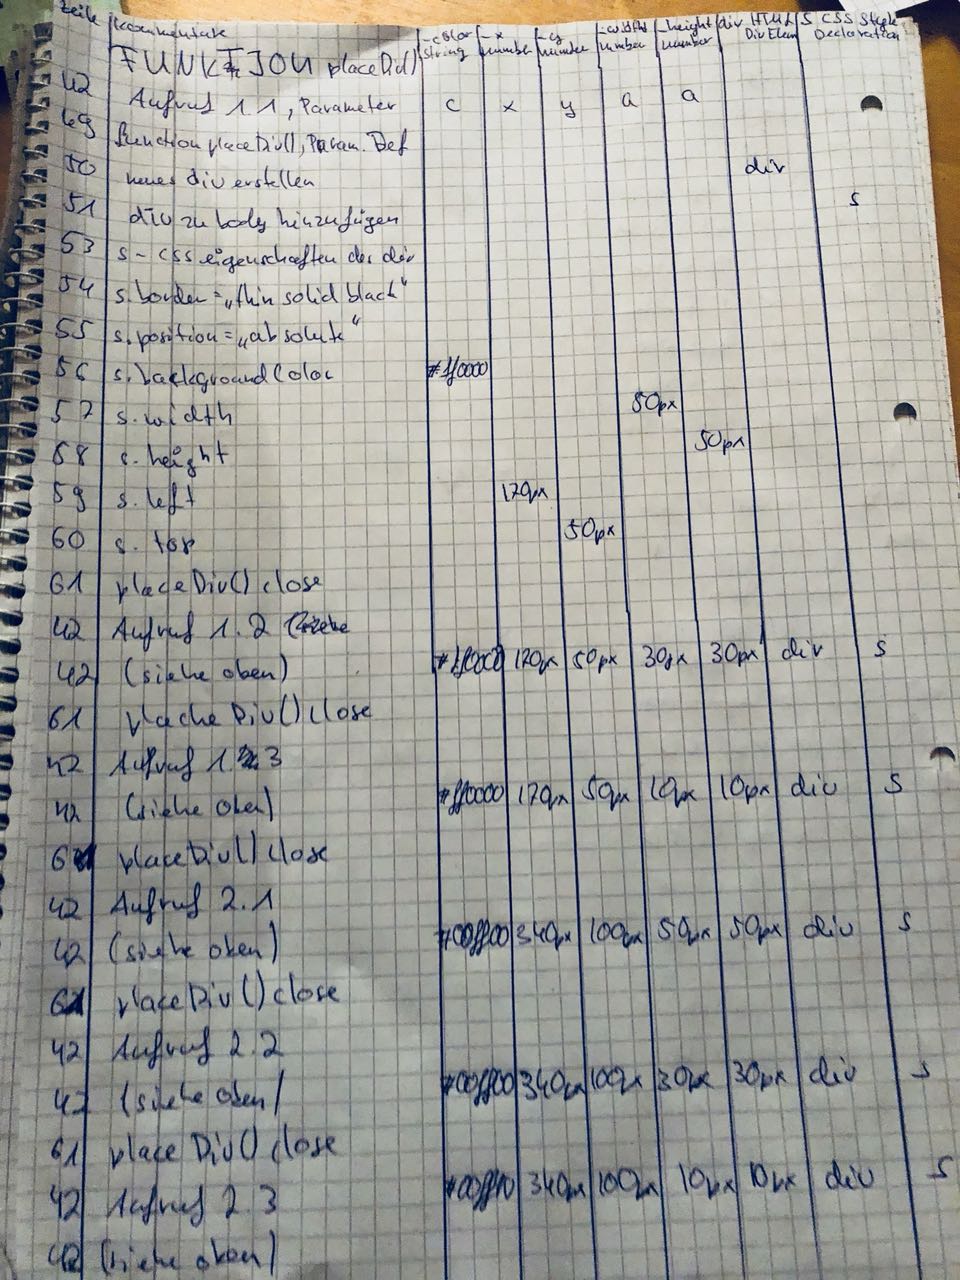 Zeile Kommentare _color string _x number _y number _width number _height number div HTML Div Elem S CSS Style Declaration
FUNKTION placeDiv()
42 Aufruf 1.1, Parameter c x y a a
49 function placeDiv(), Param. Def
50 neues div erstellen div
51 div zu body hinzufügen s
53 s - css eigenschaften des div
54 s.border = „thin solid black“
55 s.position = „absolute“
56 s.backgroundColor #ff0000
57 s.width 50px
58 s.height 50px
59 s.left 170px
60 s.top 50px
61 placeDiv() close
42 Aufruf 1.2
42 (siehe oben) #ff0000 170px 50px 30px 30px div s
61 plache Div() close
42 Aufruf 1.3
42 (siehe oben) #ff0000 170px 50px 10px 10px div s
61 placeDiv() close
42 Aufruf 2.1
42 (siehe oben) #00ff00 340px 100px 50px 50px div s
61 placeDiv() close
42 Aufruf 2.2
42 (siehe oben) #00ff00 340px 100px 30px 30px div s
61 place Div() close
42 Aufruf 2.3 #00ff00 340px 100px 10px 10px div s
42 (siehe oben)